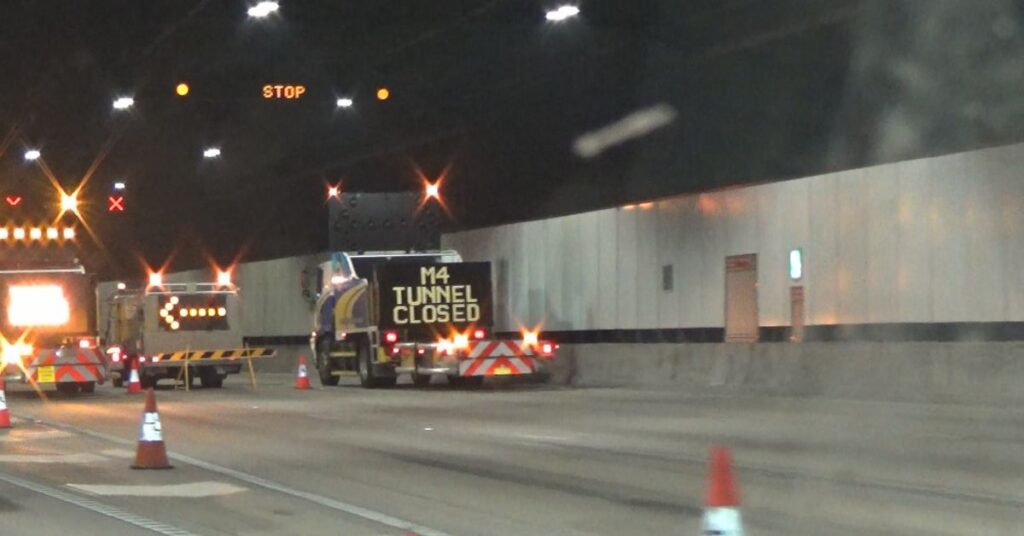 STOP
M4
TUNNEL
CLOSED